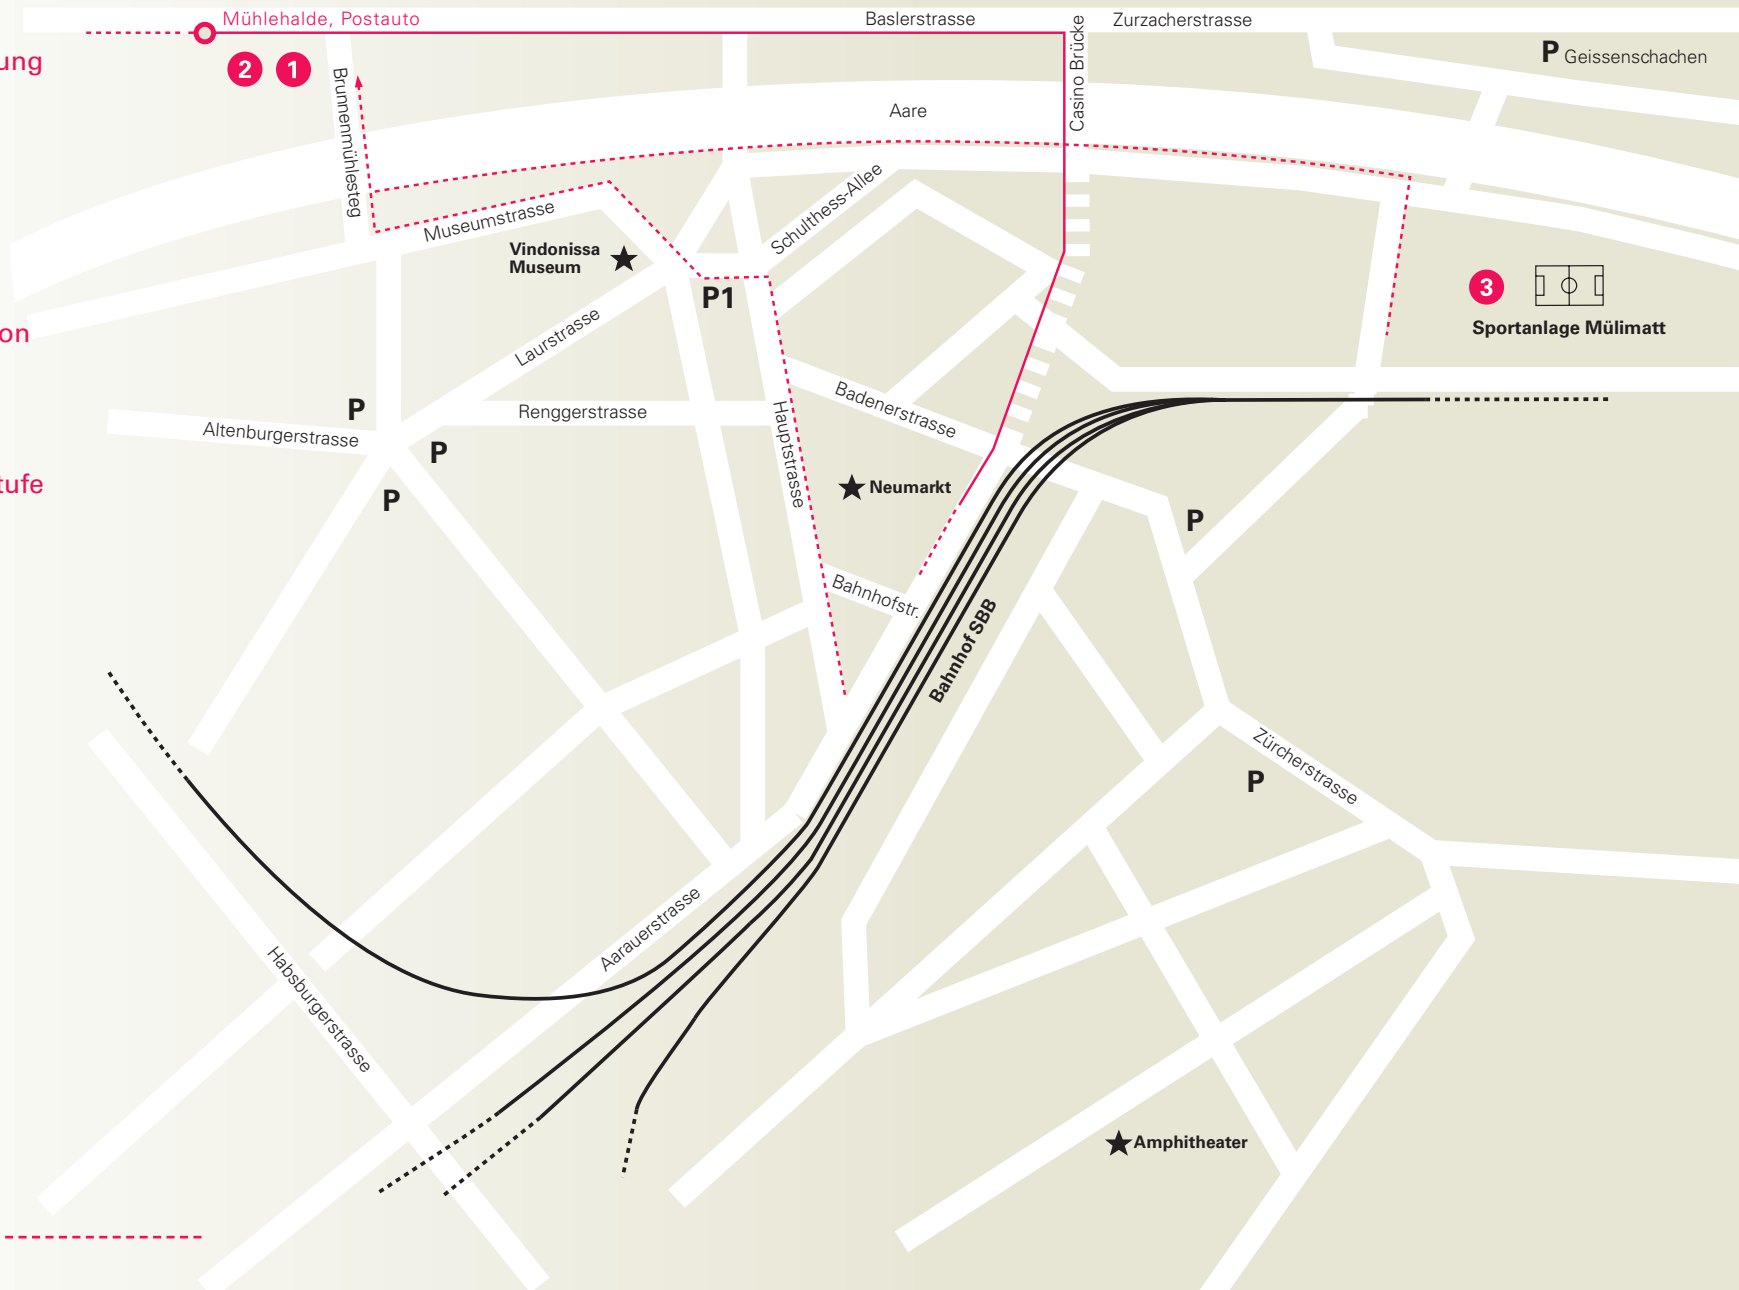 Mühlehalde, Postauto
Baslerstrasse
Zurzacherstrasse
ung
2
1
P Geissenschachen
Brunnenmühlesteg
Casino Brücke
Aare
Museumstrasse
Schulthess-Allee
Vindonissa
Museum
P1
3
Sportanlage Mülimatt
on
Laurstrasse
Badenerstrasse
P
Renggerstrasse
Altenburgerstrasse
P
Hauptstrasse
tufe
P
Neumarkt
P
Bahnhofstr.
Bahnhof SBB
Zürcherstrasse
P
Aarauerstrasse
Habsburgerstrasse
Amphitheater